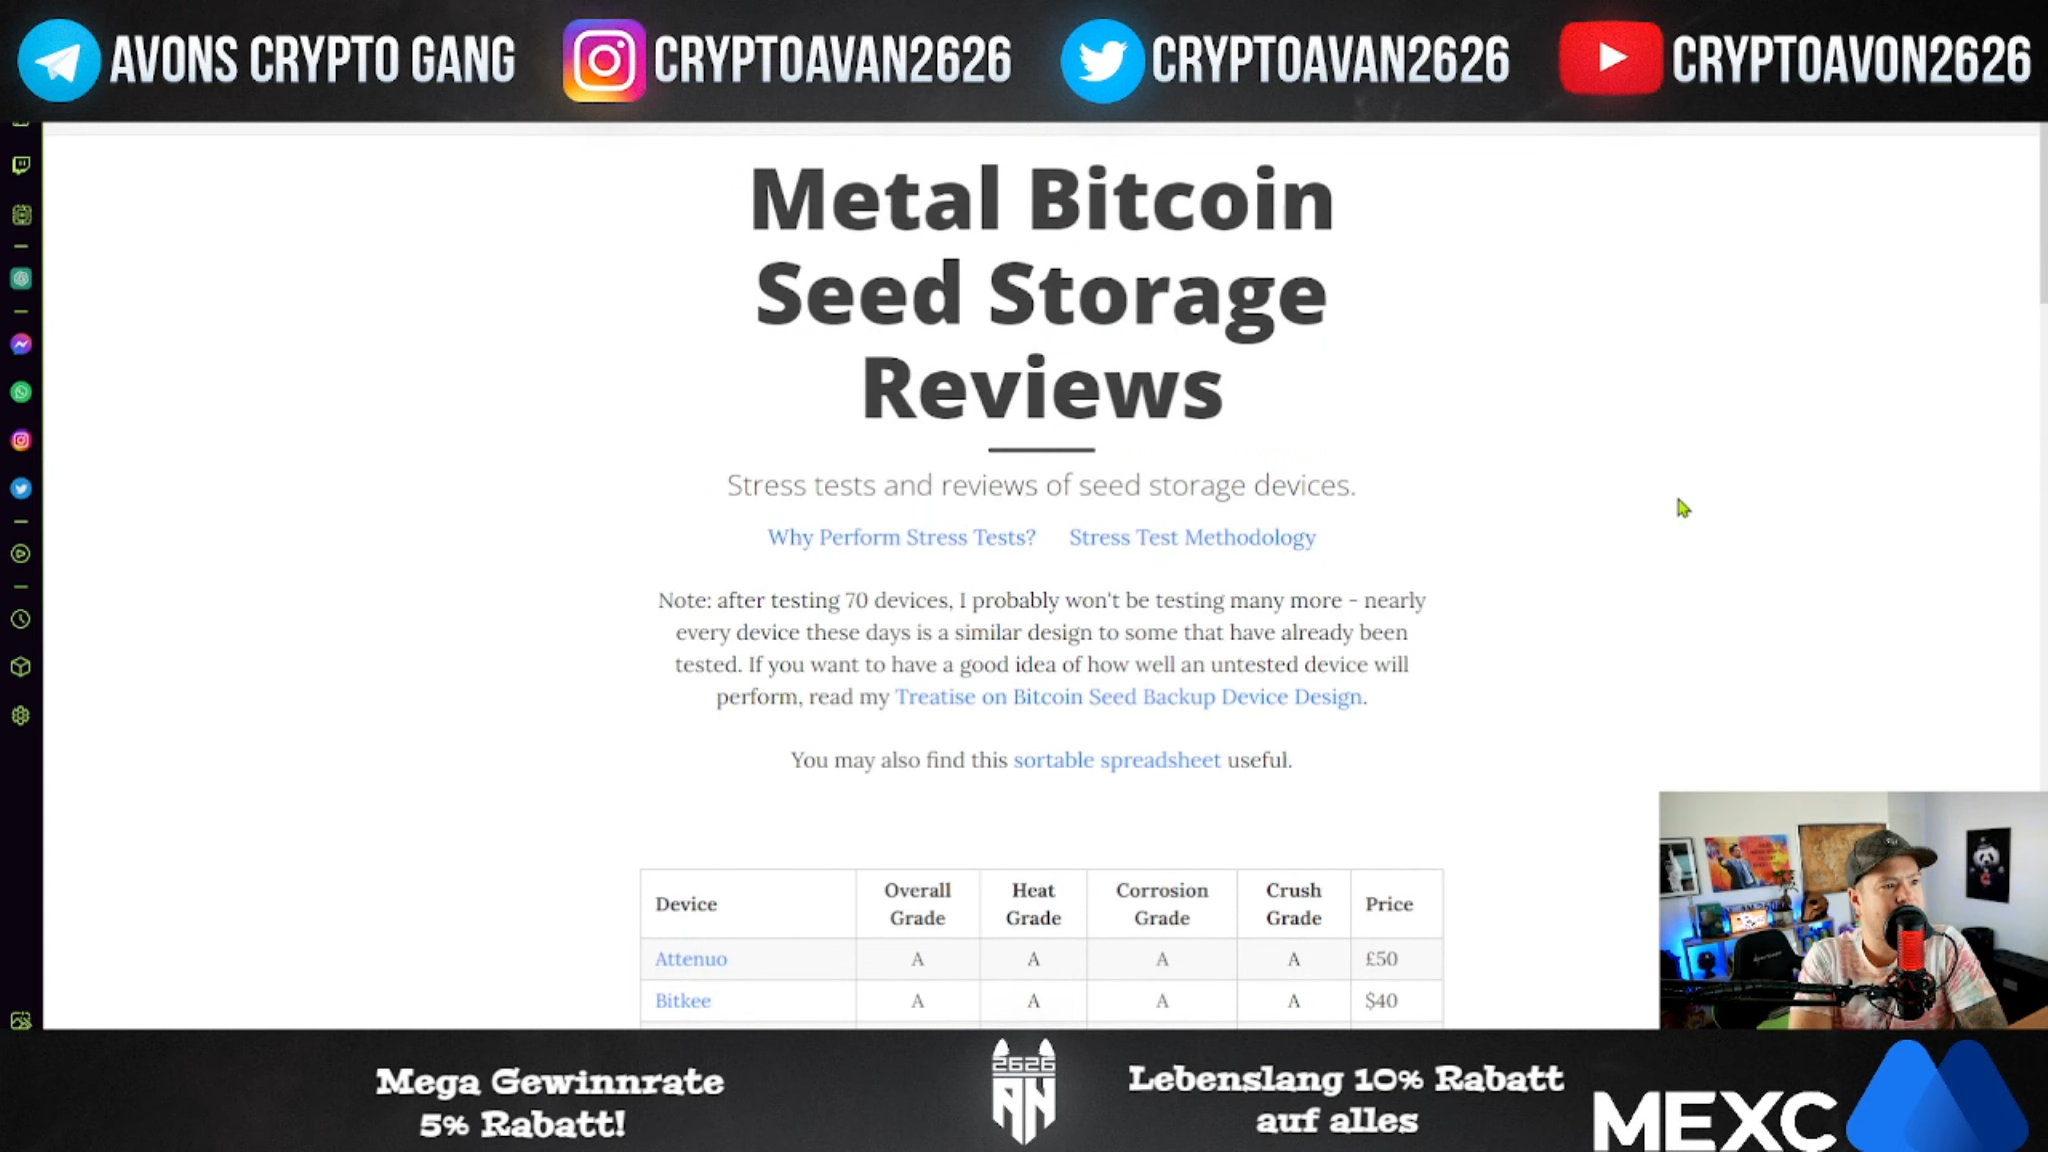 AVONS CRYPTO GANG
CRYPTOAVAN2626
CRYPTOAVAN2626
CRYPTOAVON2626
Metal Bitcoin
Seed Storage
Reviews
Stress tests and reviews of seed storage devices.
Why Perform Stress Tests? Stress Test Methodology
Note: after testing 70 devices, I probably won't be testing many more - nearly
every device these days is a similar design to some that have already been
tested. If you want to have a good idea of how well an untested device will
perform, read my Treatise on Bitcoin Seed Backup Device Design.
You may also find this sortable spreadsheet useful.
Device Overall Grade Heat Grade Corrosion Grade Crush Grade Price
Attenuo A A A A £50
Bitkee A A A A $40
Mega Gewinnrate
5% Rabatt!
2626
AN
Lebenslang 10% Rabatt
auf alles
MEXC